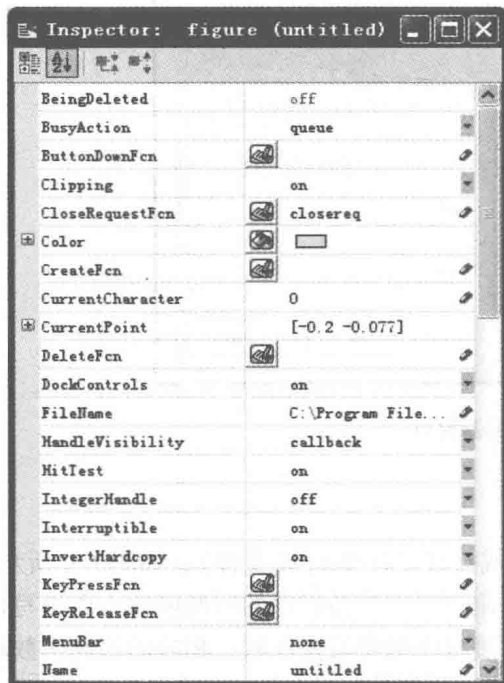 Inspector: figure (untitled)
BeingDeleted off
BusyAction queue
ButtonDownFcn
Clipping on
CloseRequestFcn closereq
Color
CreateFcn
CurrentCharacter 0
CurrentPoint [-0.2 -0.077]
DeleteFcn
DockControls on
FileName C:\Program File...
HandleVisibility callback
HitTest on
IntegerHandle off
Interruptible on
InvertHardcopy on
KeyPressFcn
KeyReleaseFcn
MenuBar none
Name untitled